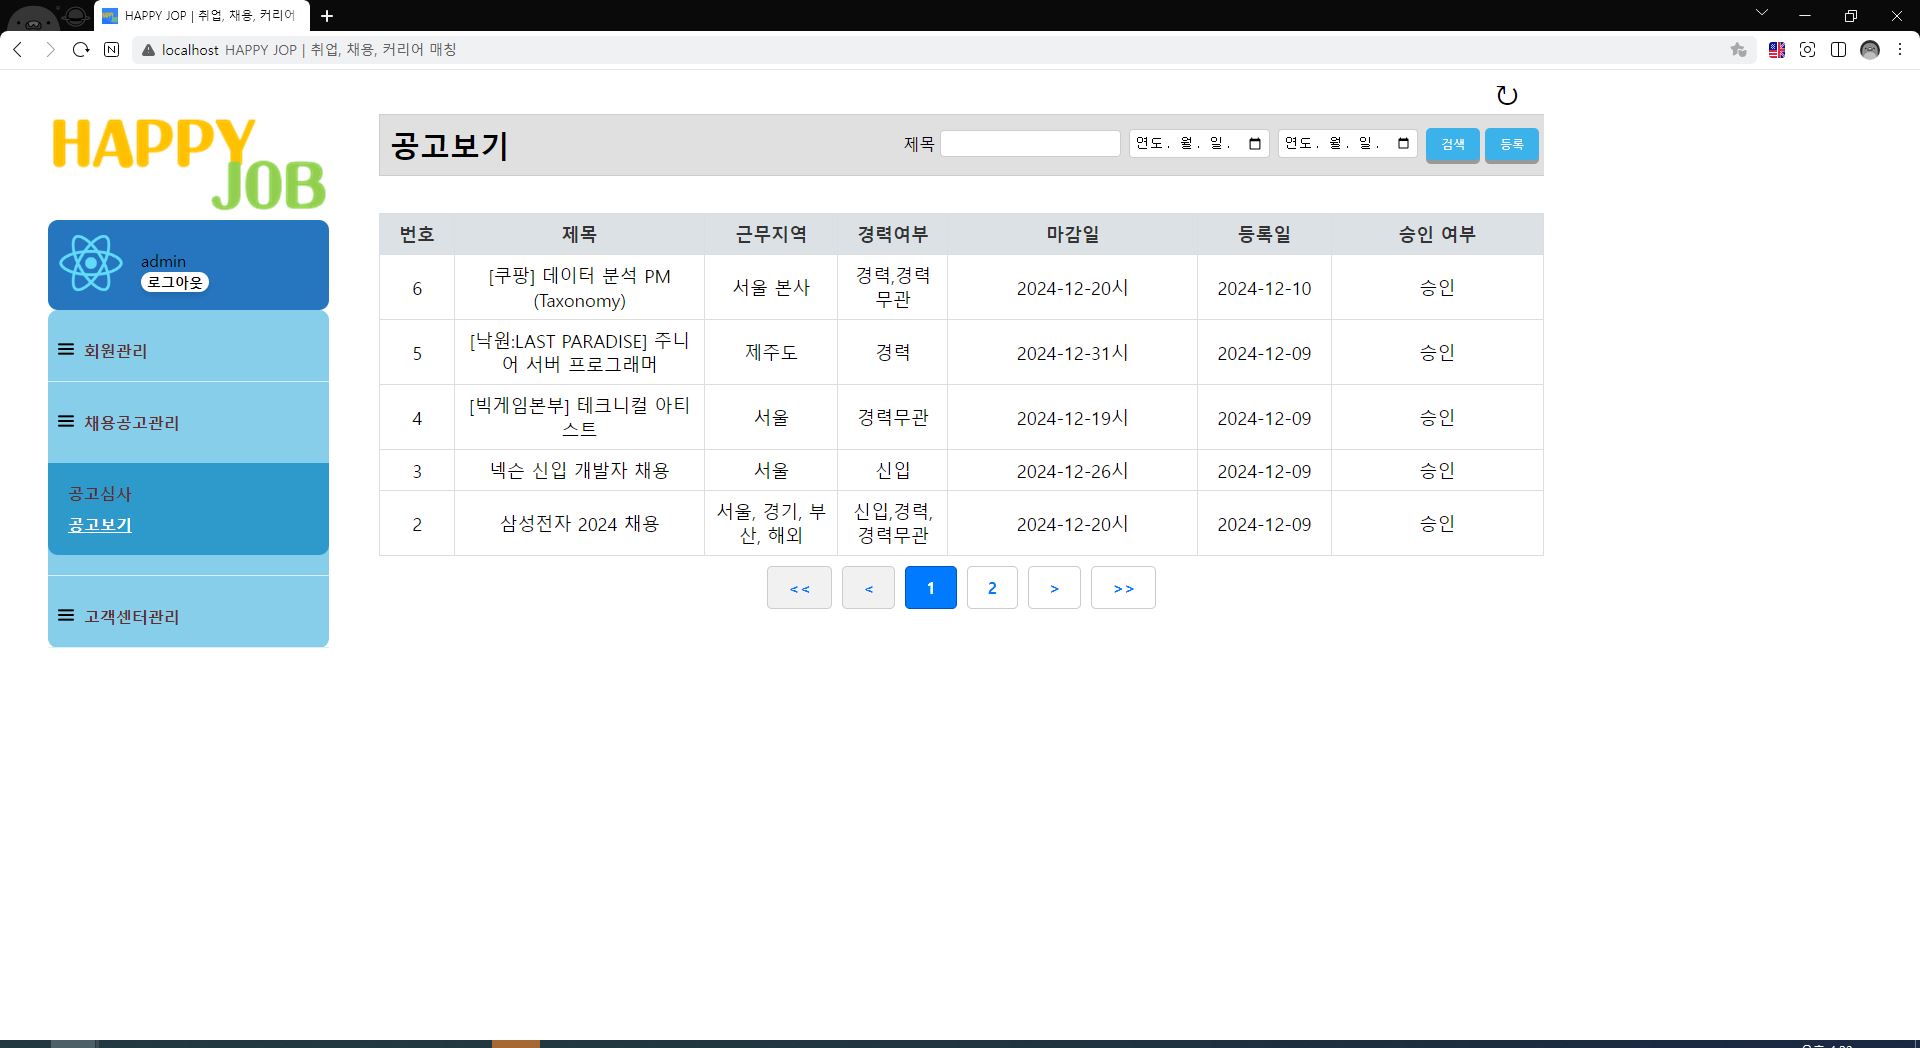 HAPPY JOP | 취업, 채용, 커리어
localhost HAPPY JOP | 취업, 채용, 커리어 매칭
HAPPY
JOB
admin
로그아웃
회원관리
채용공고관리
공고심사
공고보기
고객센터관리
공고보기 제목 연도. 월. 일. 연도. 월. 일. 검색 등록
번호 제목 근무지역 경력여부 마감일 등록일 승인 여부
6 [쿠팡] 데이터 분석 PM (Taxonomy) 서울 본사 경력,경력무관 2024-12-20시 2024-12-10 승인
5 [낙원:LAST PARADISE] 주니어 서버 프로그래머 제주도 경력 2024-12-31시 2024-12-09 승인
4 [빅게임본부] 테크니컬 아티스트 서울 경력무관 2024-12-19시 2024-12-09 승인
3 넥슨 신입 개발자 채용 서울 신입 2024-12-26시 2024-12-09 승인
2 삼성전자 2024 채용 서울, 경기, 부산, 해외 신입,경력,경력무관 2024-12-20시 2024-12-09 승인
<< < 1 2 > >>